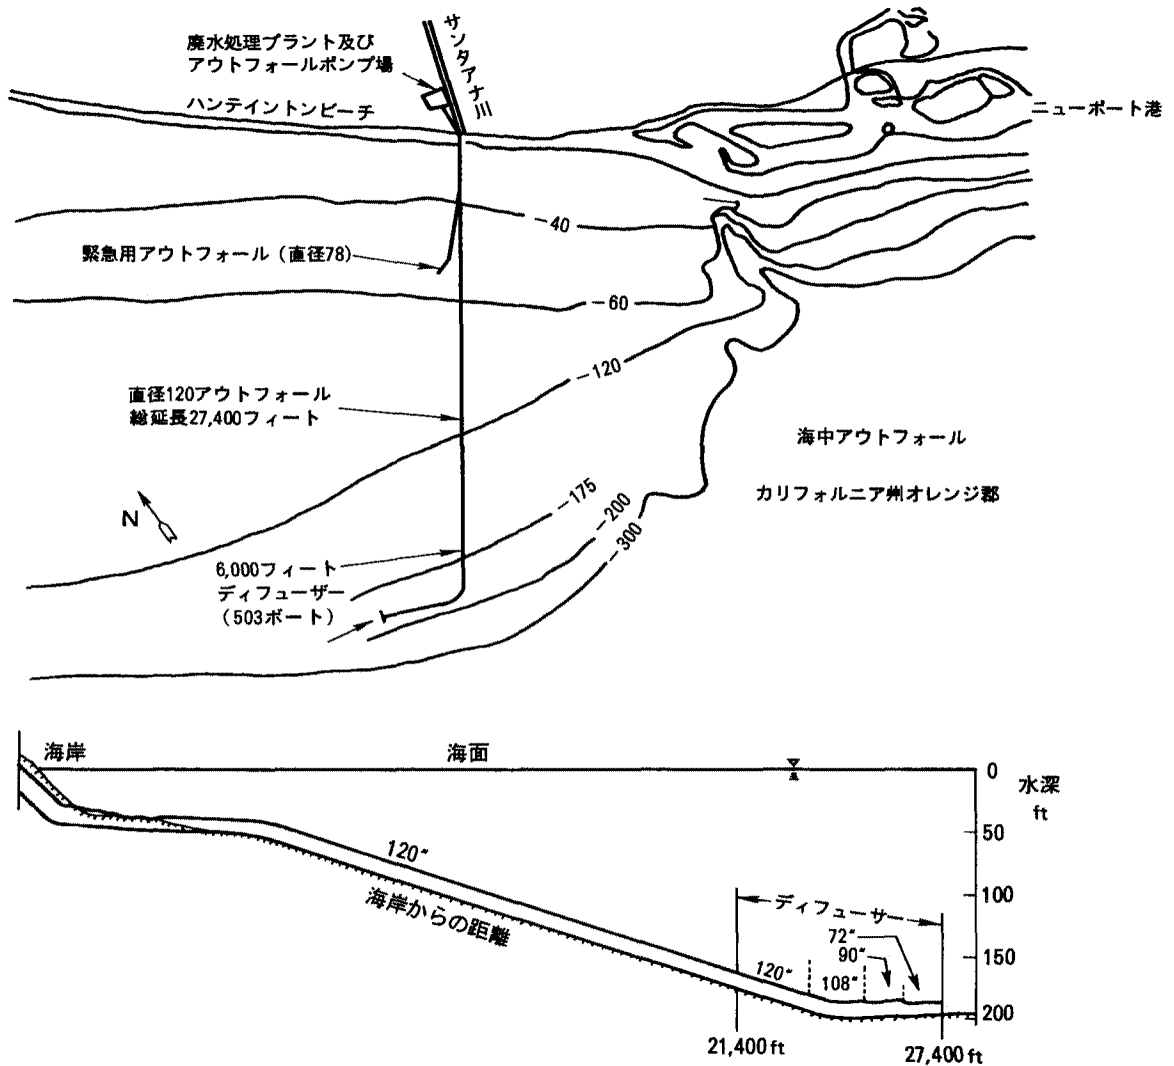 サンタアナ川
廃水処理プラント及び
アウトフォールポンプ場
ハンテイントンビーチ
ニューポート港
-40
緊急用アウトフォール（直径78)
-60
-120
直径120アウトフォール
総延長27,400フィート
海中アウトフォール
カリフォルニア州オレンジ郡
N
-175
-200
-300
6,000フィート
ディフューザー
（503ポート）
海岸
海面
0
水深
ft
50
120"
100
海岸からの距離
ディフューサ
72"
90"
150
120"
108"
200
21,400 ft
27,400 ft